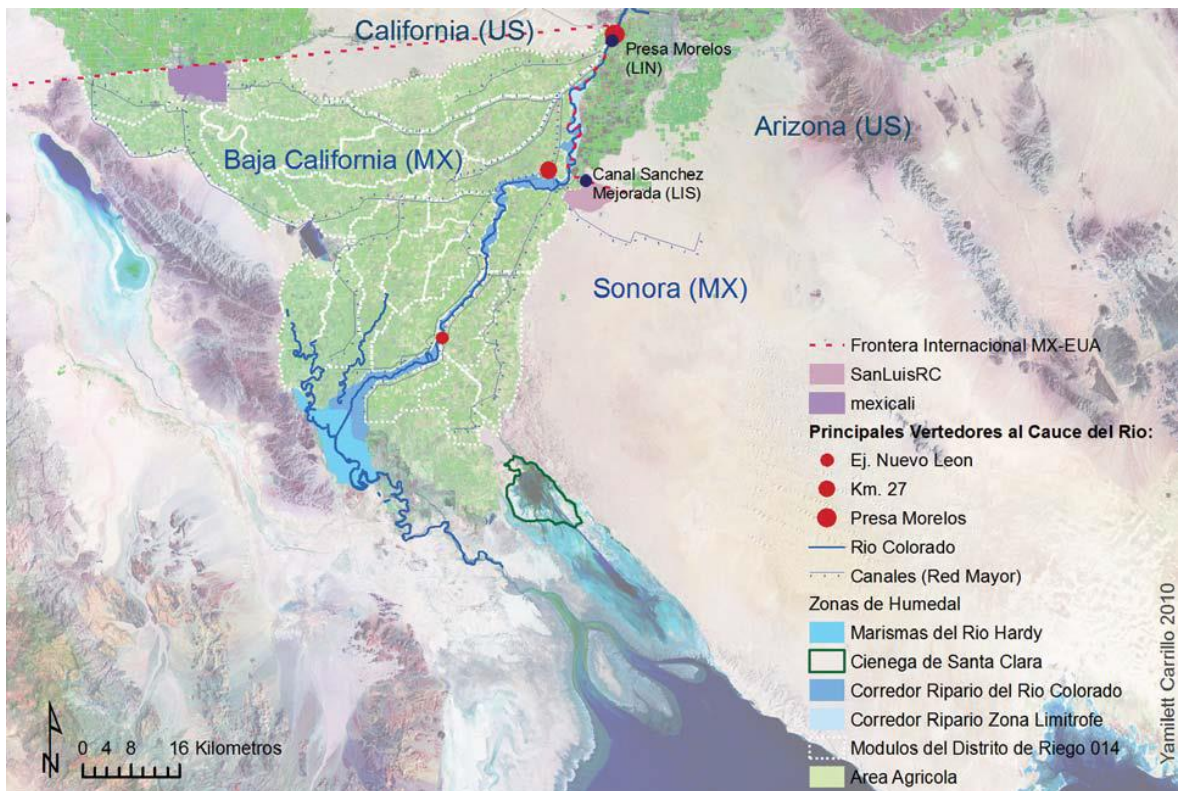 California (US)
Presa Morelos
(LIN)
Arizona (US)
Baja California (MX)
Canal Sanchez
Mejorada (LIS)
Sonora (MX)
Frontera Internacional MX-EUA
SanLuisRC
mexicali
Principales Vertedores al Cauce del Rio:
Ej. Nuevo Leon
Km. 27
Presa Morelos
Rio Colorado
Canales (Red Mayor)
Zonas de Humedal
Marismas del Rio Hardy
Cienega de Santa Clara
Corredor Ripario del Rio Colorado
Corredor Ripario Zona Limitrofe
Modulos del Distrito de Riego 014
Area Agricola
N
0 4 8 16 Kilometros
Yamilett Carrillo 2010